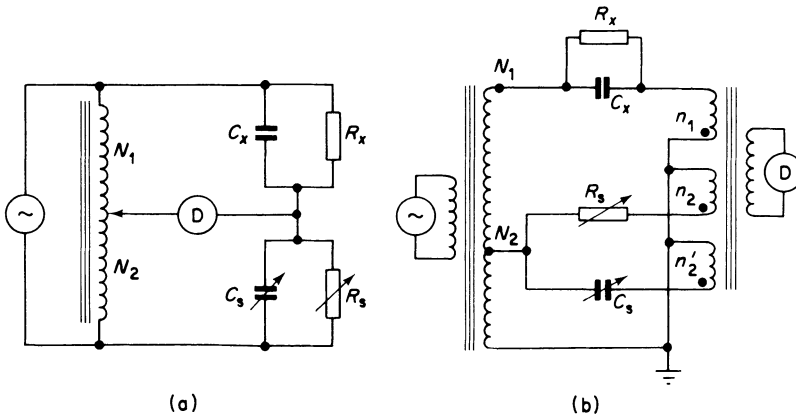 N₁
N₂
Cₓ
Rₓ
D
Cₛ
Rₛ
~
(a)
Rₓ
N₁
Cₓ
n₁
Rₛ
n₂
N₂
n₂′
Cₛ
~
D
(b)